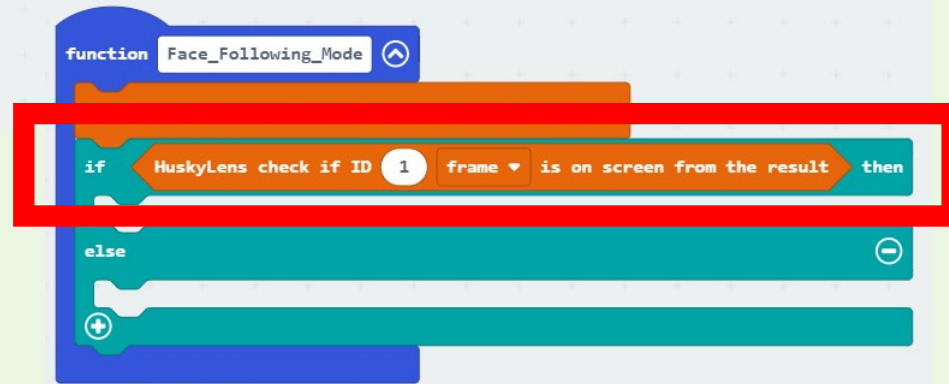 function Face_Following_Mode
if HuskyLens check if ID 1 frame is on screen from the result then
else